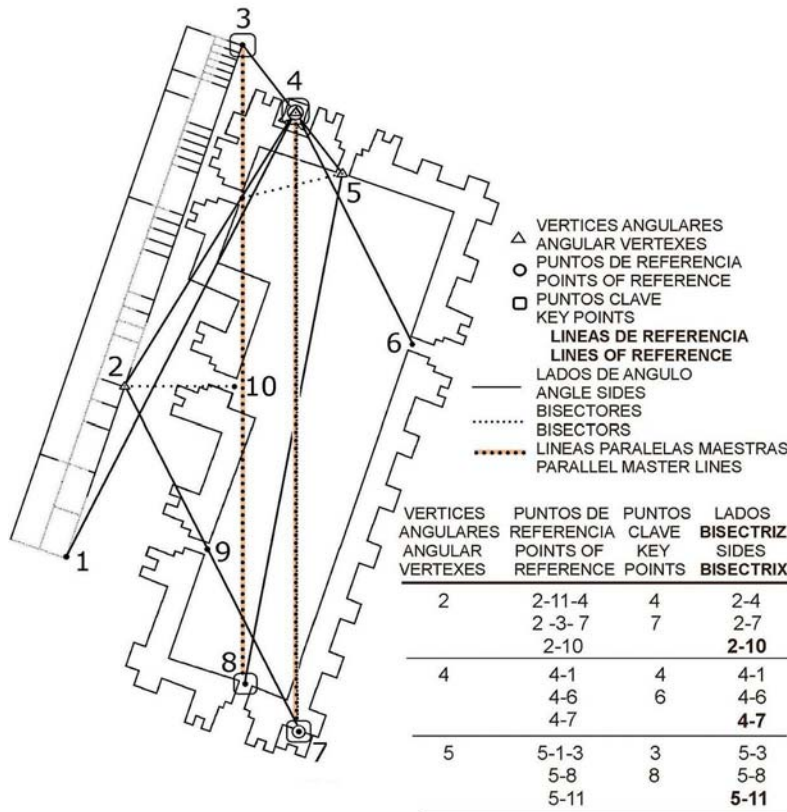 3
4
5
2
6
10
9
1
8
7
VERTICES ANGULARES
ANGULAR VERTEXES
PUNTOS DE REFERENCIA
POINTS OF REFERENCE
PUNTOS CLAVE
KEY POINTS
LINEAS DE REFERENCIA
LINES OF REFERENCE
LADOS DE ANGULO
ANGLE SIDES
BISECTORES
BISECTORS
LINEAS PARALELAS MAESTRAS
PARALLEL MASTER LINES
VERTICES PUNTOS DE PUNTOS LADOS
ANGULARES REFERENCIA CLAVE BISECTRIZ
ANGULAR POINTS OF KEY SIDES
VERTEXES REFERENCE POINTS BISECTRIX
2 2-11-4 4 2-4
2 -3- 7 7 2-7
2-10 2-10
4 4-1 4 4-1
4-6 6 4-6
4-7 4-7
5 5-1-3 3 5-3
5-8 8 5-8
5-11 5-11